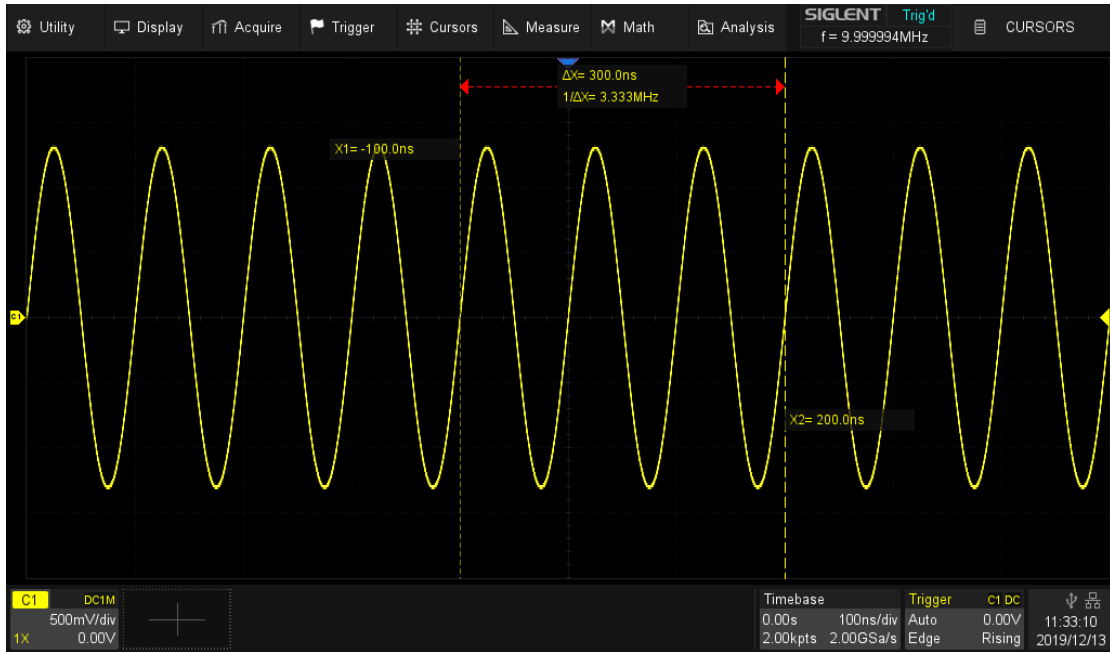 Utility Display Acquire Trigger Cursors Measure Math Analysis
SIGLENT Trig'd
f = 9.999994MHz
CURSORS
ΔX= 300.0ns
1/ΔX= 3.333MHz
X1= -100.0ns
C1
X2= 200.0ns
C1 DC1M
500mV/div
1X 0.00V
Timebase
0.00s 100ns/div
2.00kpts 2.00GSa/s
Trigger C1 DC
Auto 0.00V
Edge Rising
11:33:10
2019/12/13